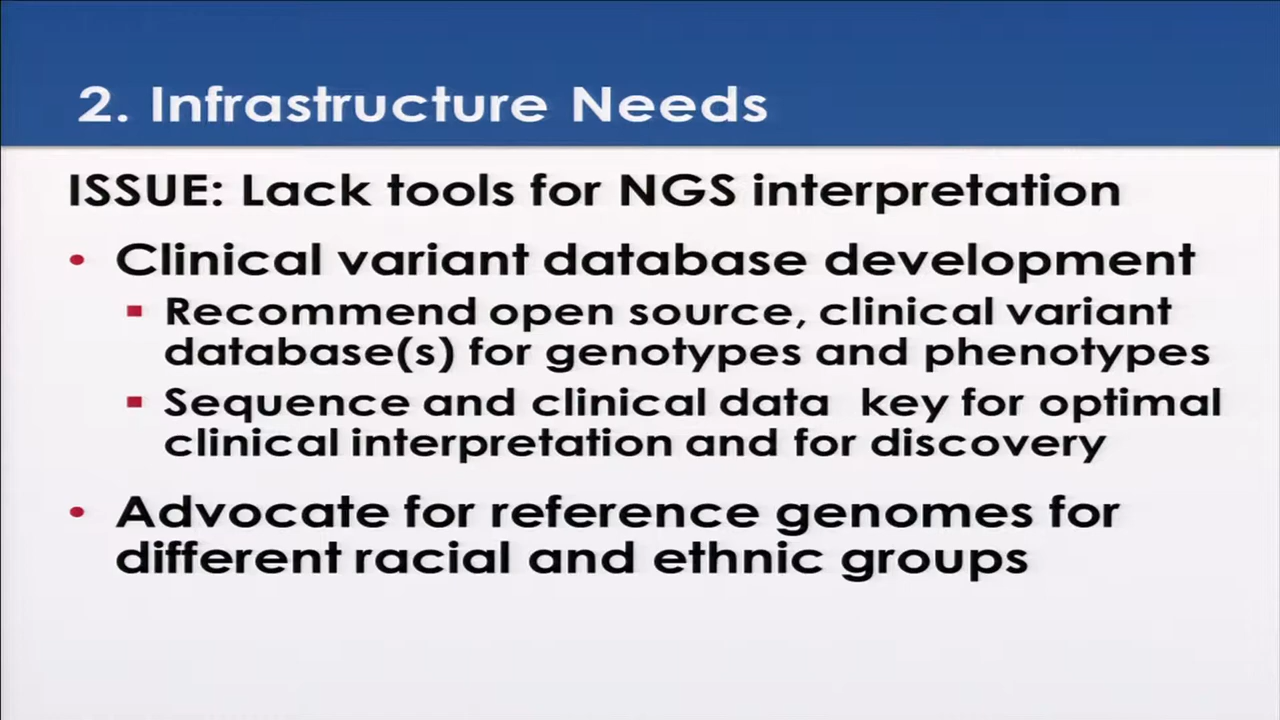 2. Infrastructure Needs
ISSUE: Lack tools for NGS interpretation
• Clinical variant database development
▪ Recommend open source, clinical variant
database(s) for genotypes and phenotypes
▪ Sequence and clinical data key for optimal
clinical interpretation and for discovery
• Advocate for reference genomes for
different racial and ethnic groups